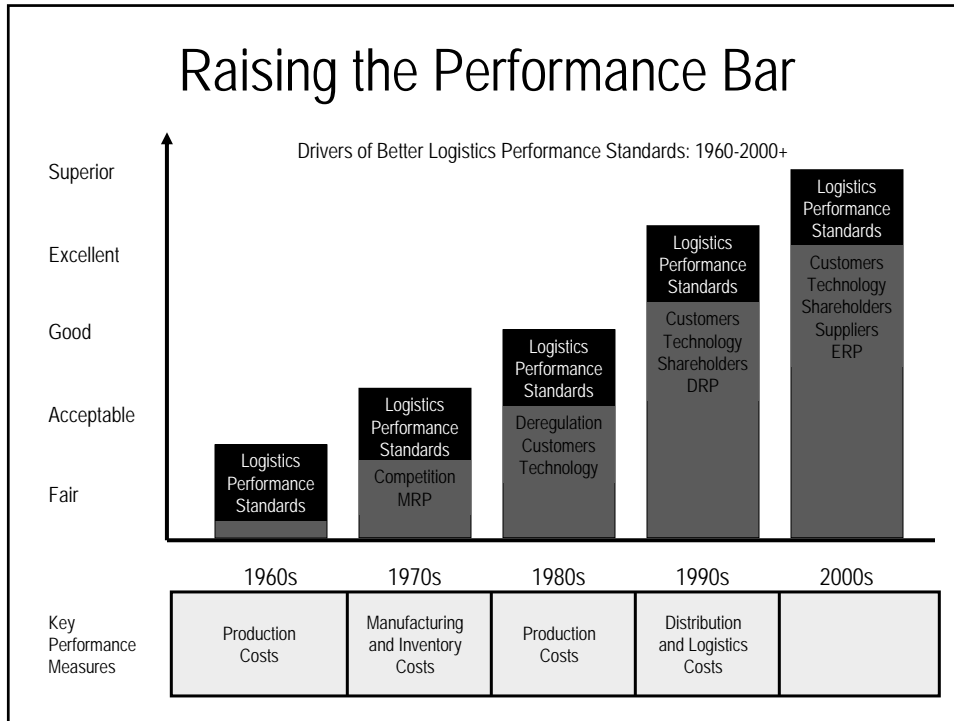 Raising the Performance Bar
Drivers of Better Logistics Performance Standards: 1960-2000+
Superior
Excellent
Good
Acceptable
Fair
Logistics
Performance
Standards
Logistics
Performance
Standards
Competition
MRP
Logistics
Performance
Standards
Deregulation
Customers
Technology
Logistics
Performance
Standards
Customers
Technology
Shareholders
DRP
Logistics
Performance
Standards
Customers
Technology
Shareholders
Suppliers
ERP
1960s 1970s 1980s 1990s 2000s
Key
Performance
Measures
Production
Costs
Manufacturing
and Inventory
Costs
Production
Costs
Distribution
and Logistics
Costs